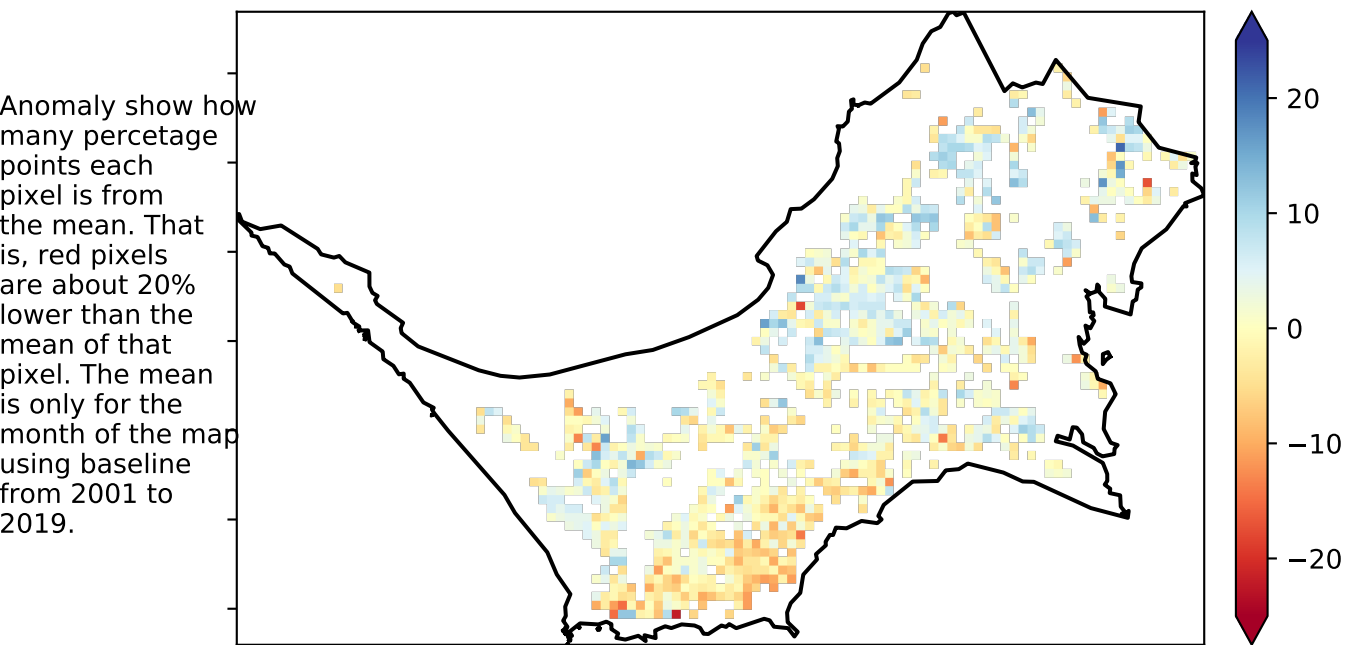 Anomaly show how
many percetage
points each
pixel is from
the mean. That
is, red pixels
are about 20%
lower than the
mean of that
pixel. The mean
is only for the
month of the map
using baseline
from 2001 to
2019.
20
10
0
−10
−20